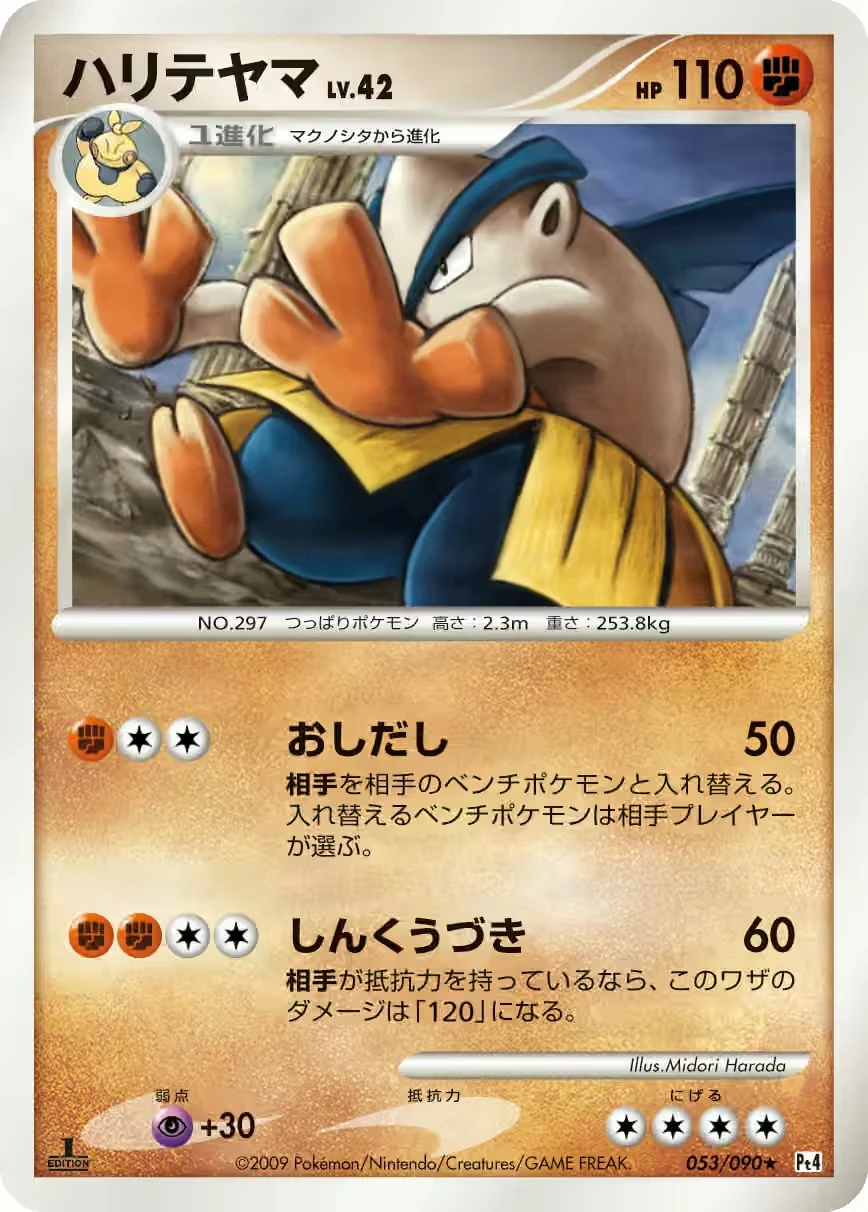 ハリテヤマ LV.42 HP 110
1進化 マクノシタから進化
NO.297 つっぱりポケモン 高さ：2.3m 重さ：253.8kg
おしだし 50
相手を相手のベンチポケモンと入れ替える。
入れ替えるベンチポケモンは相手プレイヤー
が選ぶ。
しんくうづき 60
相手が抵抗力を持っているなら、このワザの
ダメージは「120」になる。
Illus.Midori Harada
弱点 抵抗力 にげる
+30
1 EDITION ©2009 Pokémon/Nintendo/Creatures/GAME FREAK. 053/090★ Pt4